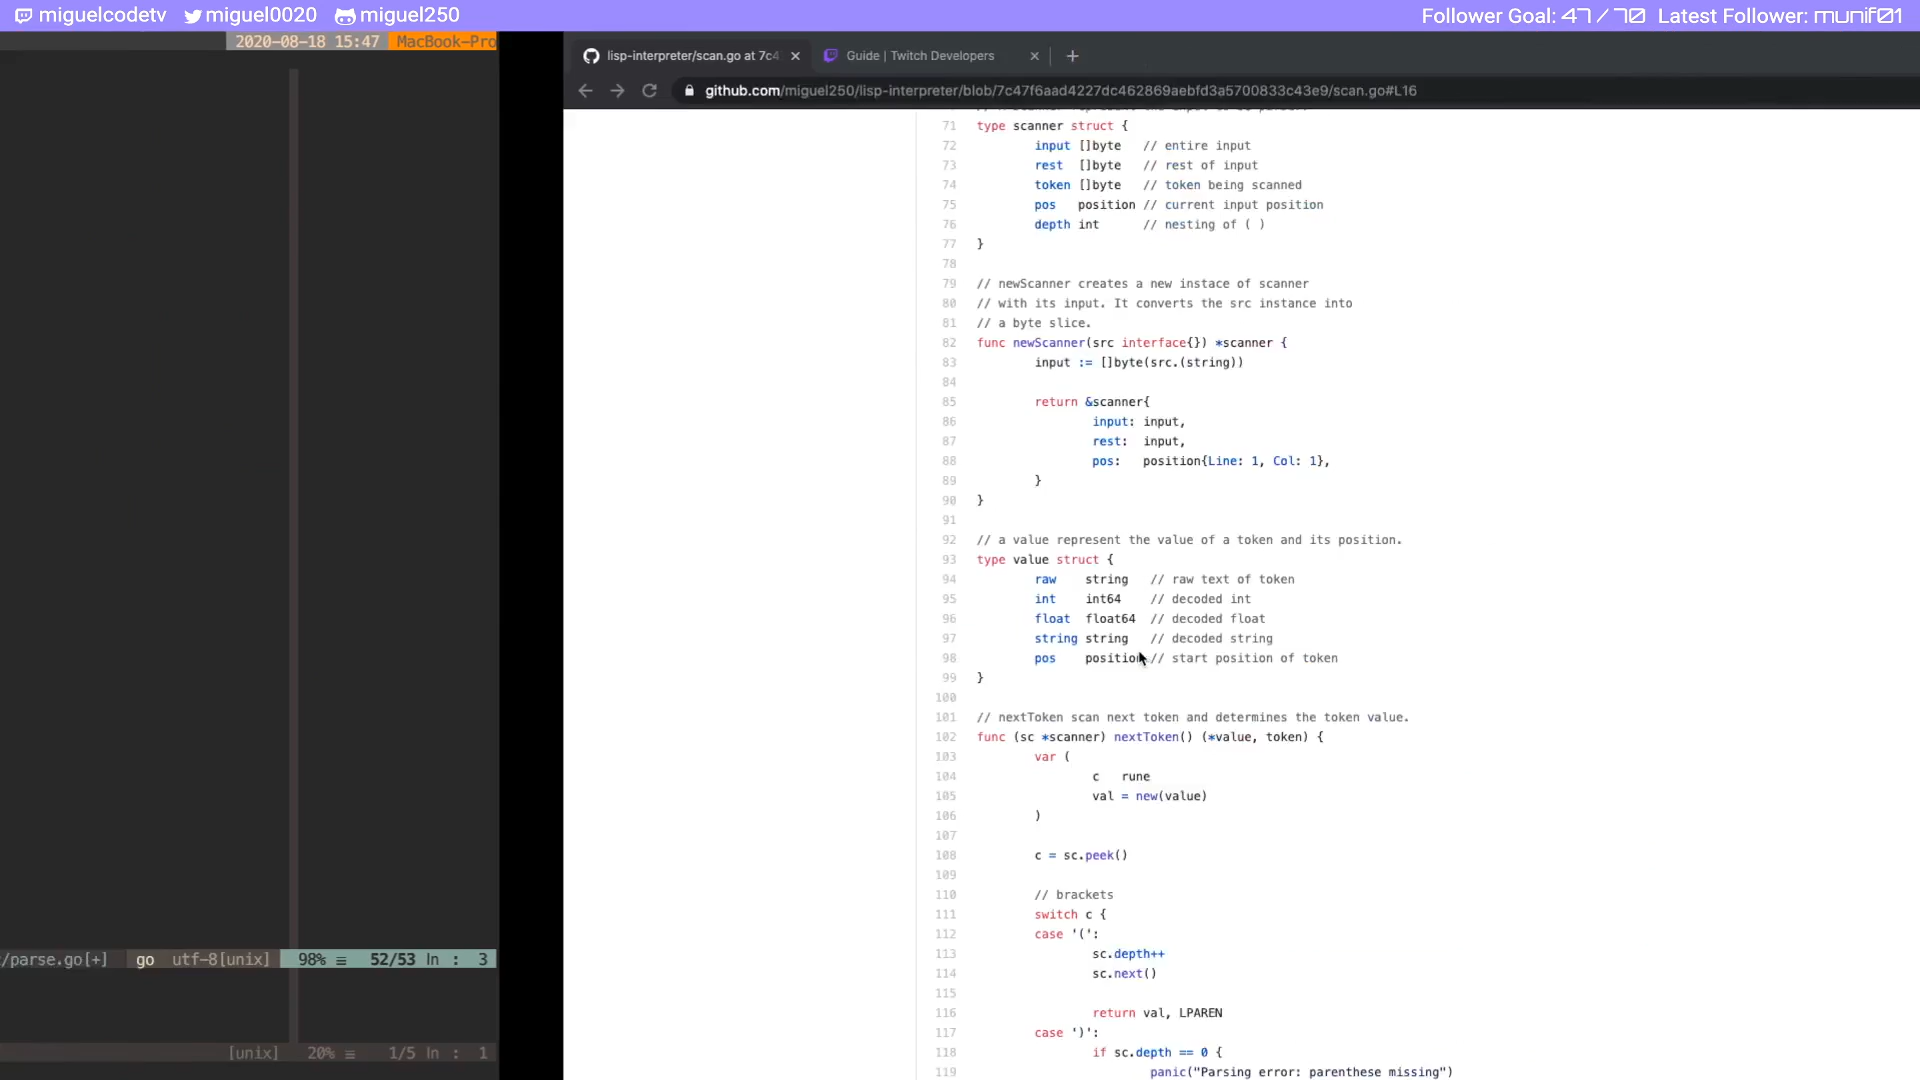 miguelcodetv miguel0020 miguel250
Follower Goal: 47/70 Latest Follower: munif01
2020-08-18 15:47 MacBook-Pro
lisp-interpreter/scan.go at 7c4
Guide | Twitch Developers
github.com/miguel250/lisp-interpreter/blob/7c47f6aad4227dc462869aebfd3a5700833c43e9/scan.go#L16
71 type scanner struct {
72 input []byte // entire input
73 rest []byte // rest of input
74 token []byte // token being scanned
75 pos position // current input position
76 depth int // nesting of ( )
77 }
78
79 // newScanner creates a new instace of scanner
80 // with its input. It converts the src instance into
81 // a byte slice.
82 func newScanner(src interface{}) *scanner {
83 input := []byte(src.(string))
84
85 return &scanner{
86 input: input,
87 rest: input,
88 pos: position{Line: 1, Col: 1},
89 }
90 }
91
92 // a value represent the value of a token and its position.
93 type value struct {
94 raw string // raw text of token
95 int int64 // decoded int
96 float float64 // decoded float
97 string string // decoded string
98 pos position // start position of token
99 }
100
101 // nextToken scan next token and determines the token value.
102 func (sc *scanner) nextToken() (*value, token) {
103 var (
104 c rune
105 val = new(value)
106 )
107
108 c = sc.peek()
109
110 // brackets
111 switch c {
112 case '(':
113 sc.depth++
114 sc.next()
115
116 return val, LPAREN
117 case ')':
118 if sc.depth == 0 {
119 panic("Parsing error: parenthese missing")
/parse.go[+] go utf-8[unix] 98% ≡ 52/53 ln : 3
[unix] 20% ≡ 1/5 ln : 1